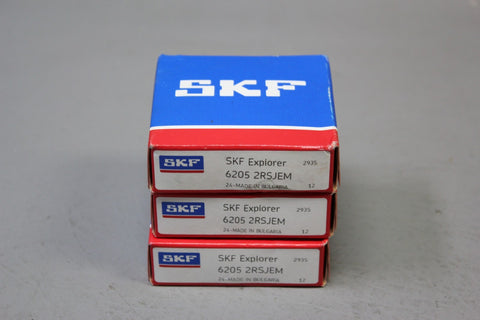 SKF
SKF
SKF Explorer 2935
6205 2RSJEM
24-MADE IN BULGARIA 12
SKF
SKF Explorer 2935
6205 2RSJEM
24-MADE IN BULGARIA 12
SKF
SKF Explorer 2935
6205 2RSJEM
24-MADE IN BULGARIA 12